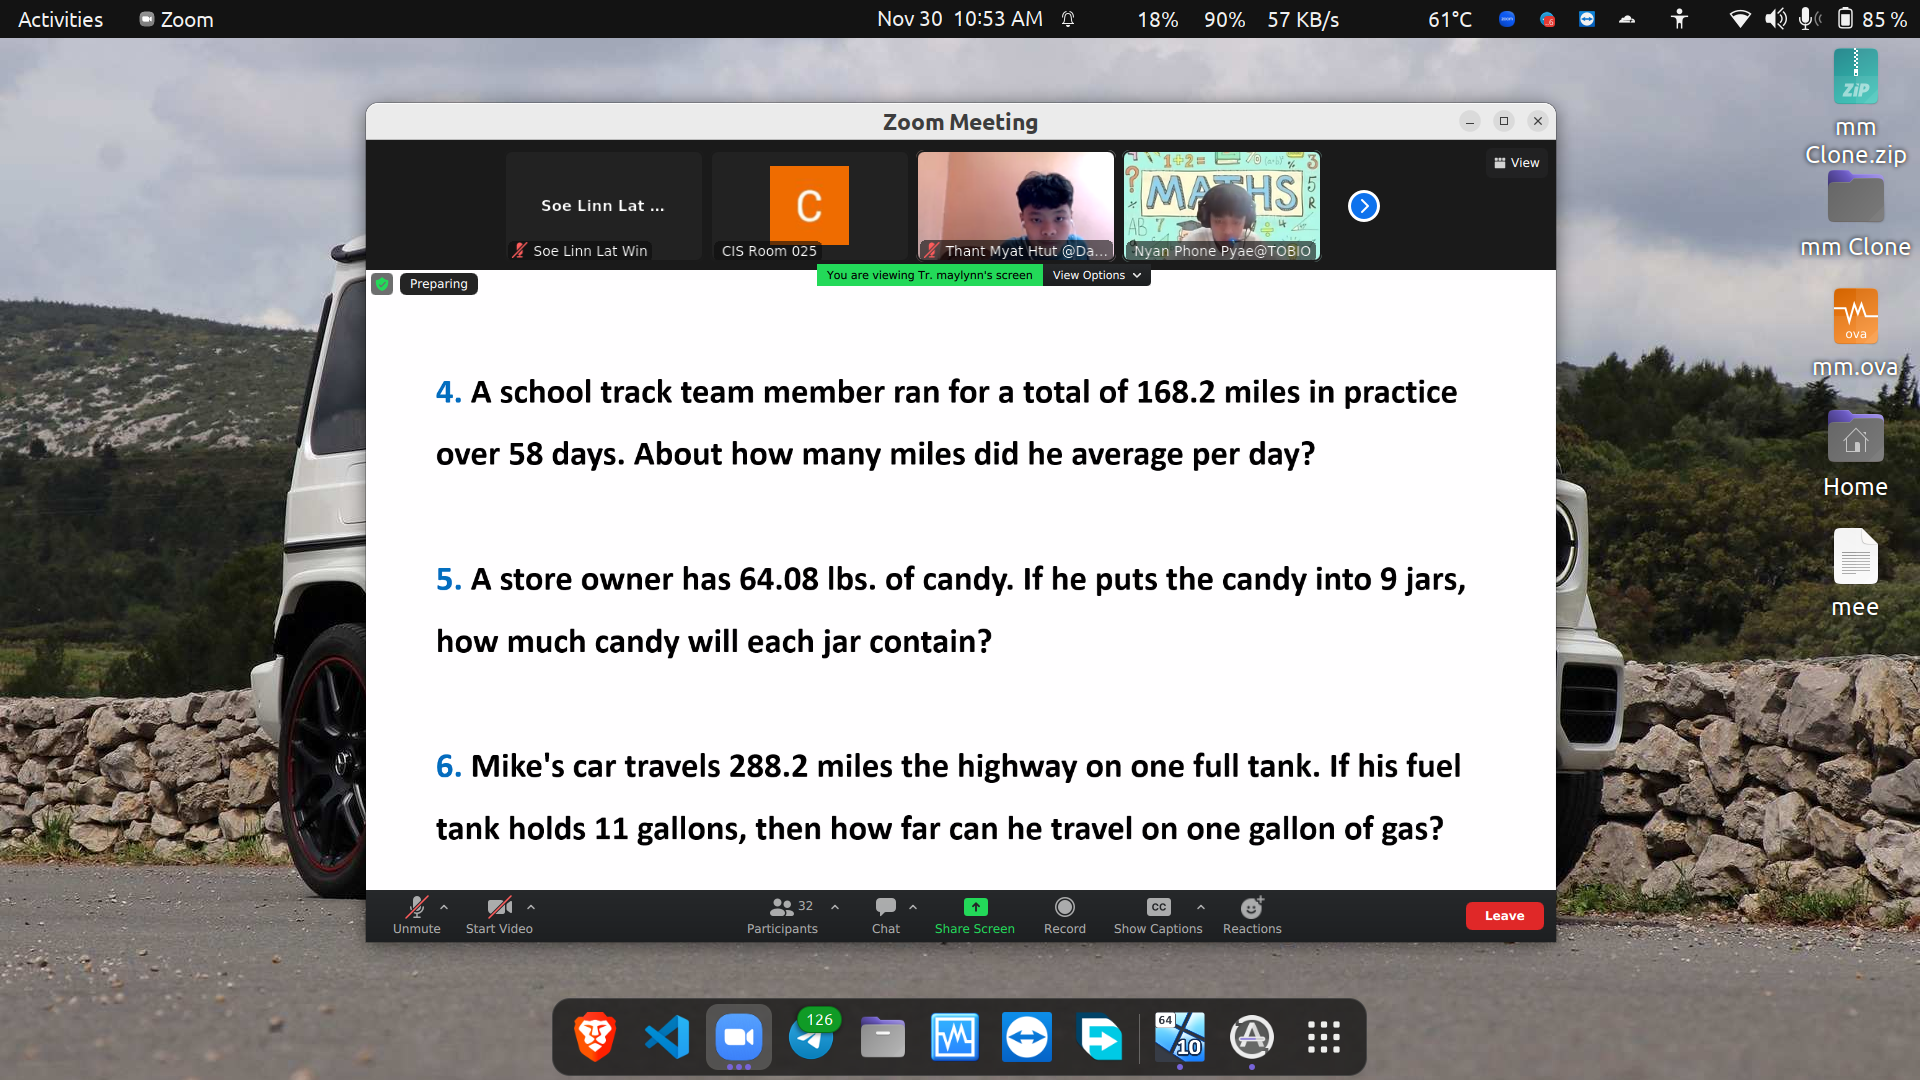 Activities
Zoom
Nov 30 10:53 AM
18%
90%
57 KB/s
61°C
85 %
ZIP
mm
Clone.zip
mm Clone
ova
mm.ova
Home
mee
Zoom Meeting
View
Soe Linn Lat ...
Soe Linn Lat Win
C
CIS Room 025
Thant Myat Htut @Da...
MATHS
Nyan Phone Pyae@TOBIO
You are viewing Tr. maylynn's screen
View Options
Preparing
4. A school track team member ran for a total of 168.2 miles in practice
over 58 days. About how many miles did he average per day?
5. A store owner has 64.08 lbs. of candy. If he puts the candy into 9 jars,
how much candy will each jar contain?
6. Mike's car travels 288.2 miles the highway on one full tank. If his fuel
tank holds 11 gallons, then how far can he travel on one gallon of gas?
Unmute
Start Video
32
Participants
Chat
Share Screen
Record
CC
Show Captions
Reactions
Leave
126
64
10